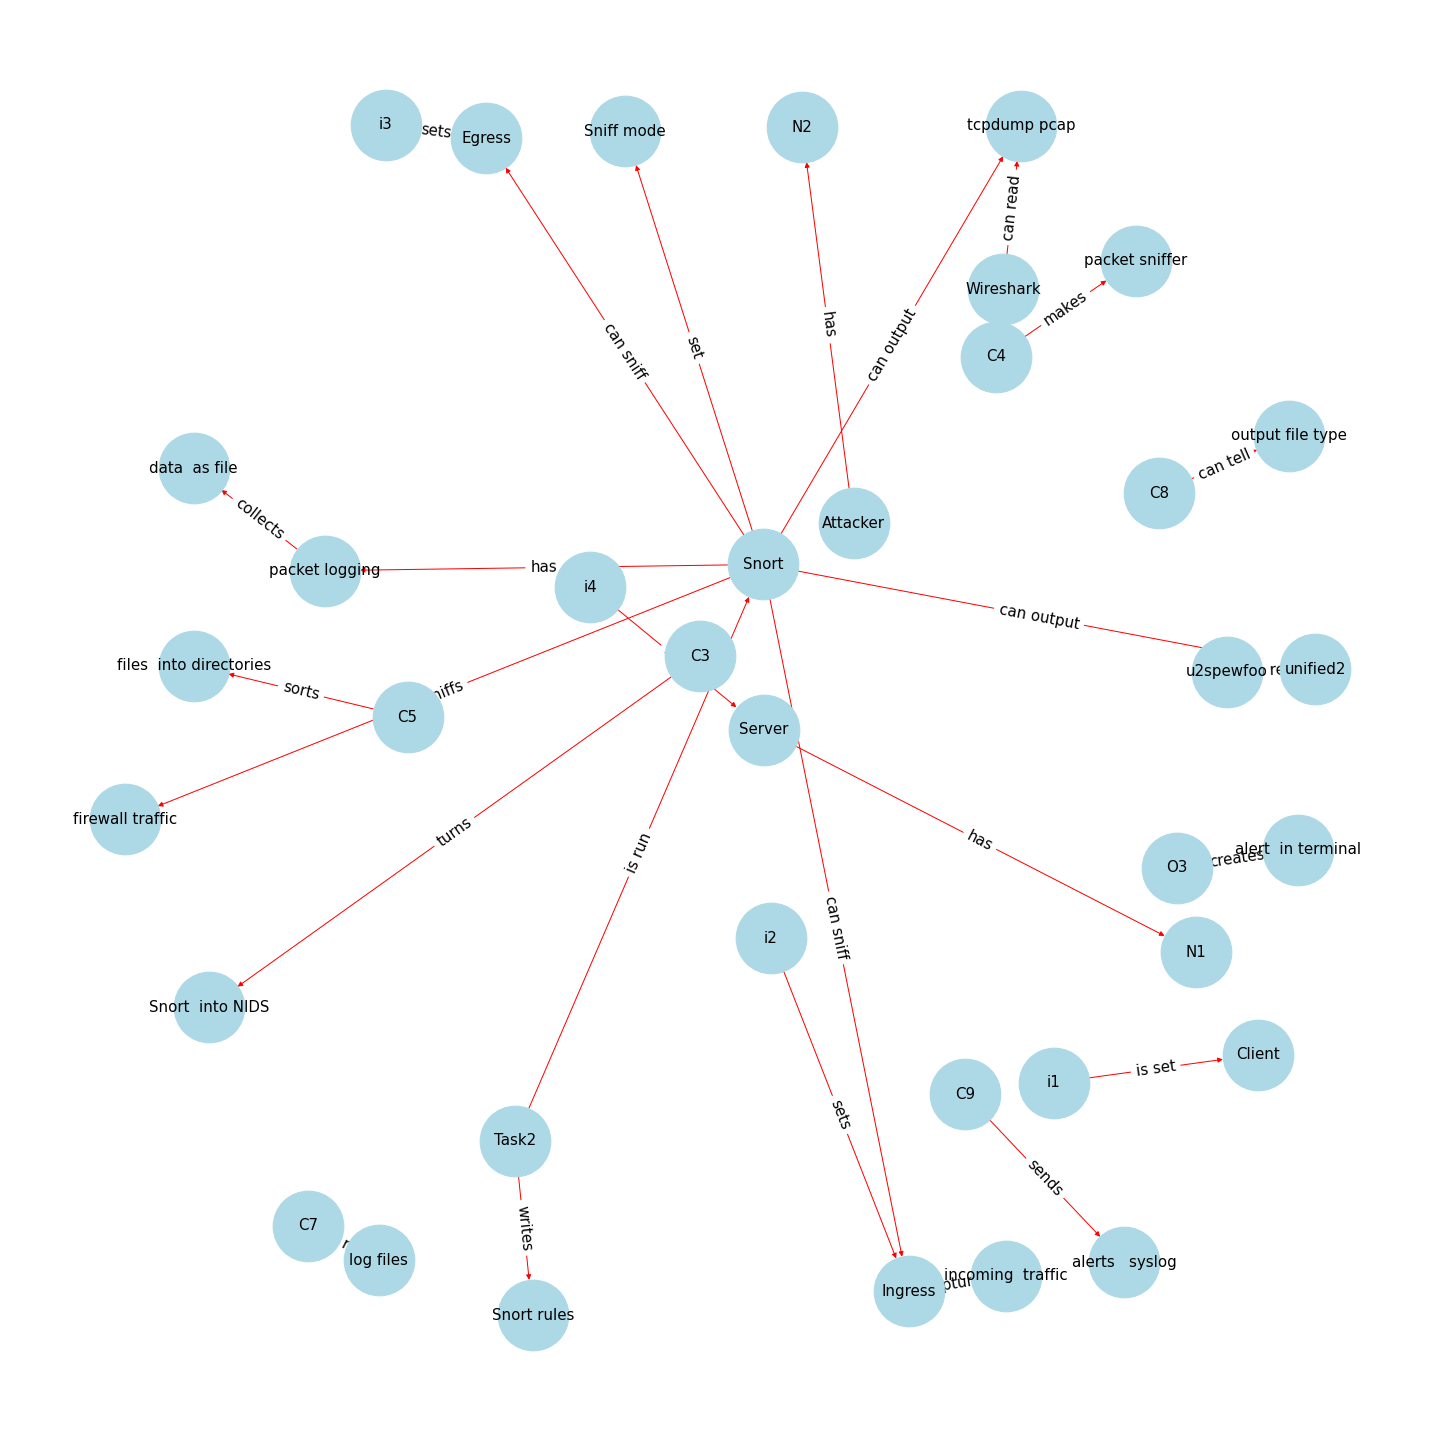 i3
sets
Egress
Sniff mode
N2
tcpdump pcap
can read
packet sniffer
Wireshark
makes
C4
has
can output
can sniff
set
output file type
can tell
C8
data  as file
collects
Attacker
Snort
has
packet logging
i4
can output
C3
files  into directories
sorts
u2spewfoo
unified2
C5
Server
firewall traffic
turns
is run
has
alert  in terminal
creates
O3
can sniff
i2
N1
Snort  into NIDS
Client
is set
i1
C9
sets
Task2
sends
writes
C7
log files
alerts   syslog
incoming  traffic
Ingress
Snort rules